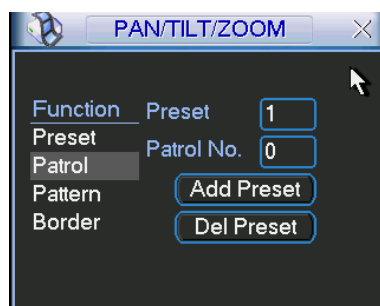 PAN/TILT/ZOOM
Function
Preset
Patrol
Pattern
Border
Preset 1
Patrol No. 0
Add Preset
Del Preset